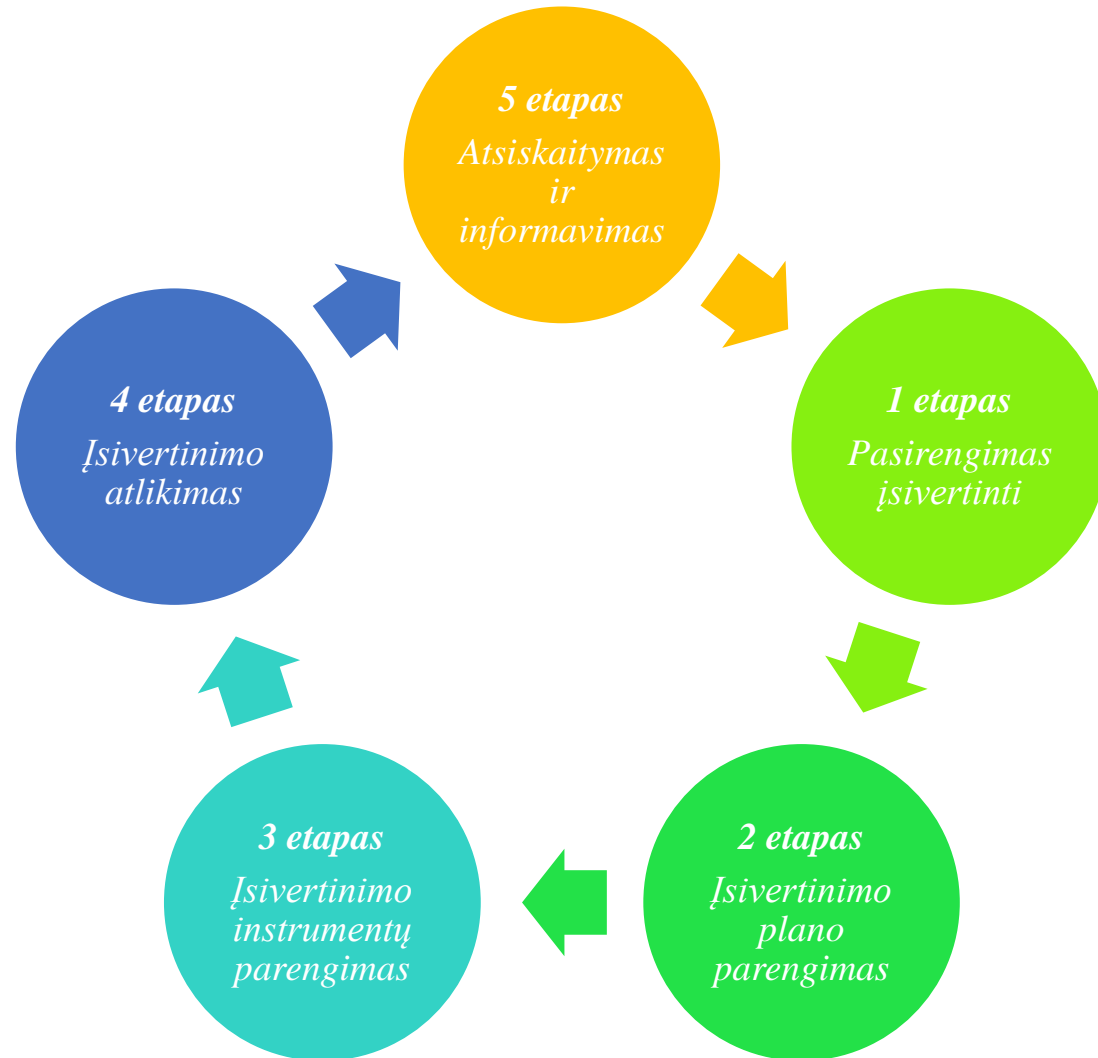 5 etapas
Atsiskaitymas
ir
informavimas
4 etapas
Įsivertinimo
atlikimas
1 etapas
Pasirengimas
įsivertinti
3 etapas
Įsivertinimo
instrumentų
parengimas
2 etapas
Įsivertinimo
plano
parengimas